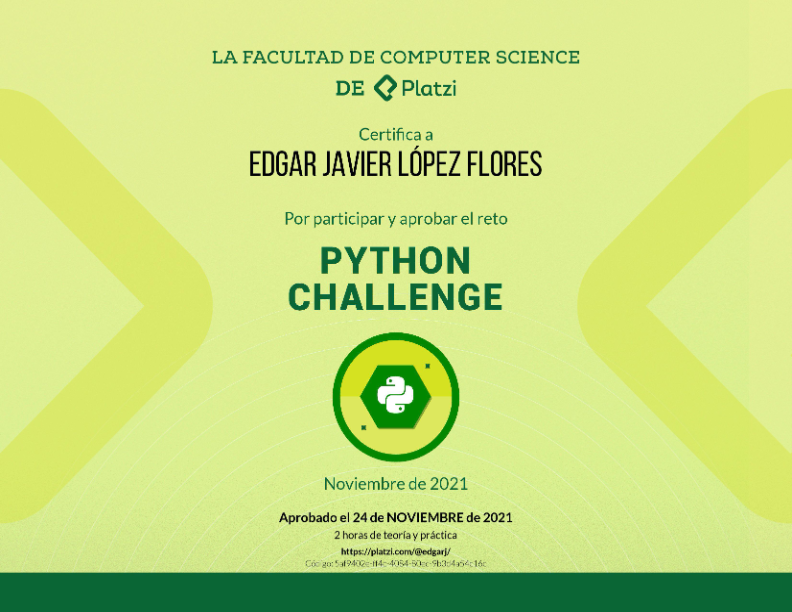 LA FACULTAD DE COMPUTER SCIENCE
DE Platzi
Certifica a
EDGAR JAVIER LÓPEZ FLORES
Por participar y aprobar el reto
PYTHON
CHALLENGE
Noviembre de 2021
Aprobado el 24 de NOVIEMBRE de 2021
2 horas de teoría y práctica
https://platzi.com/@edgarj/
Código: